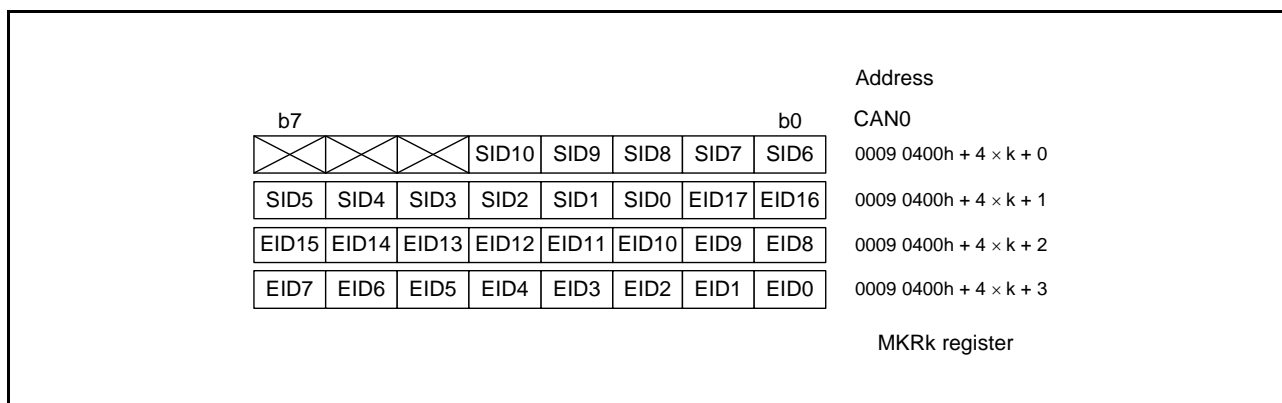 Address
b7 b0 CAN0
SID10 SID9 SID8 SID7 SID6 0009 0400h + 4 × k + 0
SID5 SID4 SID3 SID2 SID1 SID0 EID17 EID16 0009 0400h + 4 × k + 1
EID15 EID14 EID13 EID12 EID11 EID10 EID9 EID8 0009 0400h + 4 × k + 2
EID7 EID6 EID5 EID4 EID3 EID2 EID1 EID0 0009 0400h + 4 × k + 3
MKRk register